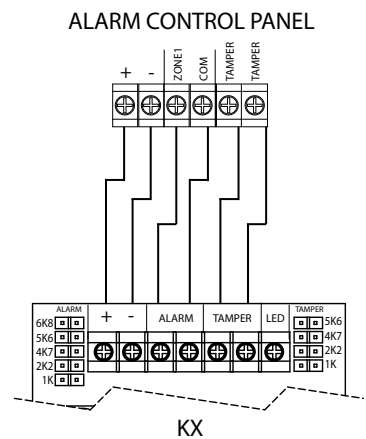 ALARM CONTROL PANEL
+ - ZONE1 COM TAMPER TAMPER
ALARM + - ALARM TAMPER LED TAMPER
6K8 5K6
5K6 4K7
4K7 2K2
2K2 1K
1K
KX